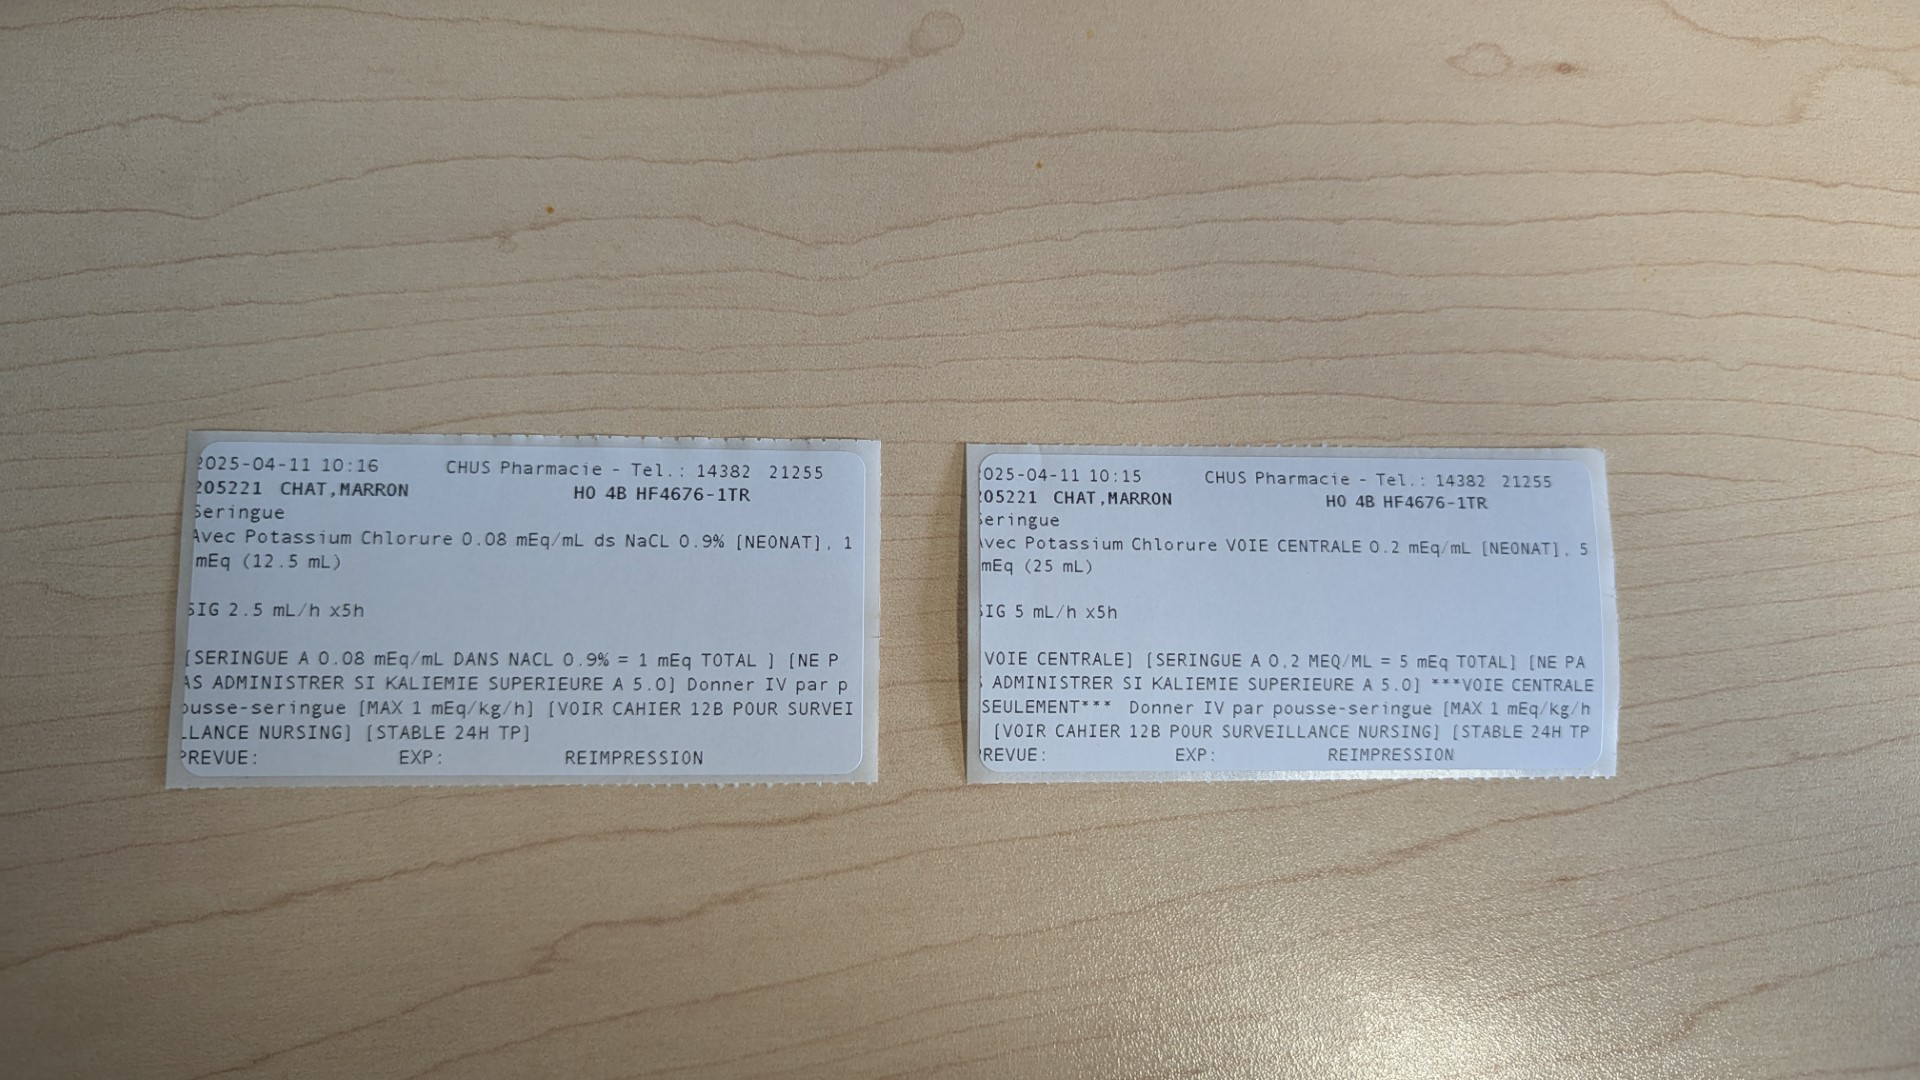 2025-04-11 10:16 CHUS Pharmacie - Tel.: 14382 21255
205221 CHAT,MARRON HO 4B HF4676-1TR
Seringue
Avec Potassium Chlorure 0.08 mEq/mL ds NaCL 0.9% [NEONAT], 1
mEq (12.5 mL)
SIG 2.5 mL/h x5h
[SERINGUE A 0.08 mEq/mL DANS NACL 0.9% = 1 mEq TOTAL ] [NE P
AS ADMINISTRER SI KALIEMIE SUPERIEURE A 5.0] Donner IV par p
ousse-seringue [MAX 1 mEq/kg/h] [VOIR CAHIER 12B POUR SURVEI
LLANCE NURSING] [STABLE 24H TP]
PREVUE: EXP: REIMPRESSION
2025-04-11 10:15 CHUS Pharmacie - Tel.: 14382 21255
205221 CHAT,MARRON HO 4B HF4676-1TR
Seringue
Avec Potassium Chlorure VOIE CENTRALE 0.2 mEq/mL [NEONAT], 5
mEq (25 mL)
SIG 5 mL/h x5h
VOIE CENTRALE] [SERINGUE A 0,2 MEQ/ML = 5 mEq TOTAL] [NE PA
S ADMINISTRER SI KALIEMIE SUPERIEURE A 5.0] ***VOIE CENTRALE
SEULEMENT*** Donner IV par pousse-seringue [MAX 1 mEq/kg/h
[VOIR CAHIER 12B POUR SURVEILLANCE NURSING] [STABLE 24H TP
PREVUE: EXP: REIMPRESSION